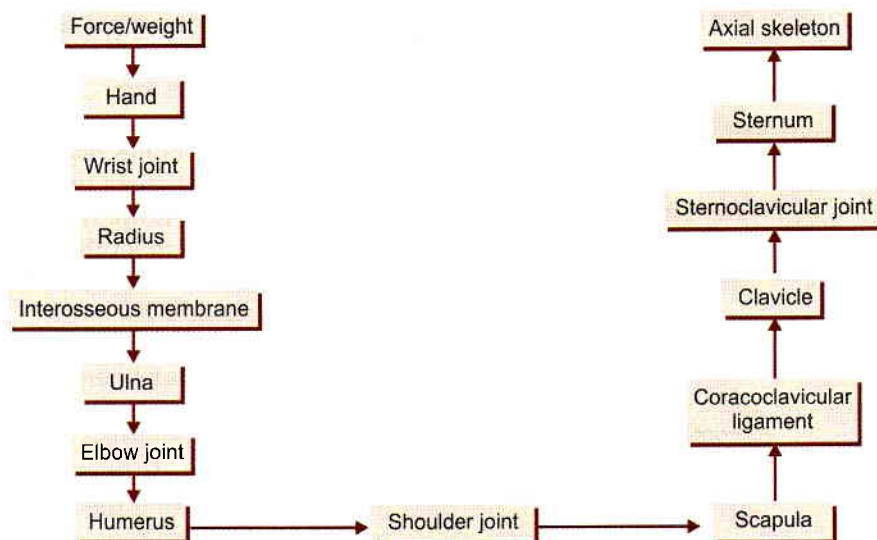 Force/weight
Hand
Wrist joint
Radius
Interosseous membrane
Ulna
Elbow joint
Humerus
Shoulder joint
Scapula
Coracoclavicular
ligament
Clavicle
Sternoclavicular joint
Sternum
Axial skeleton